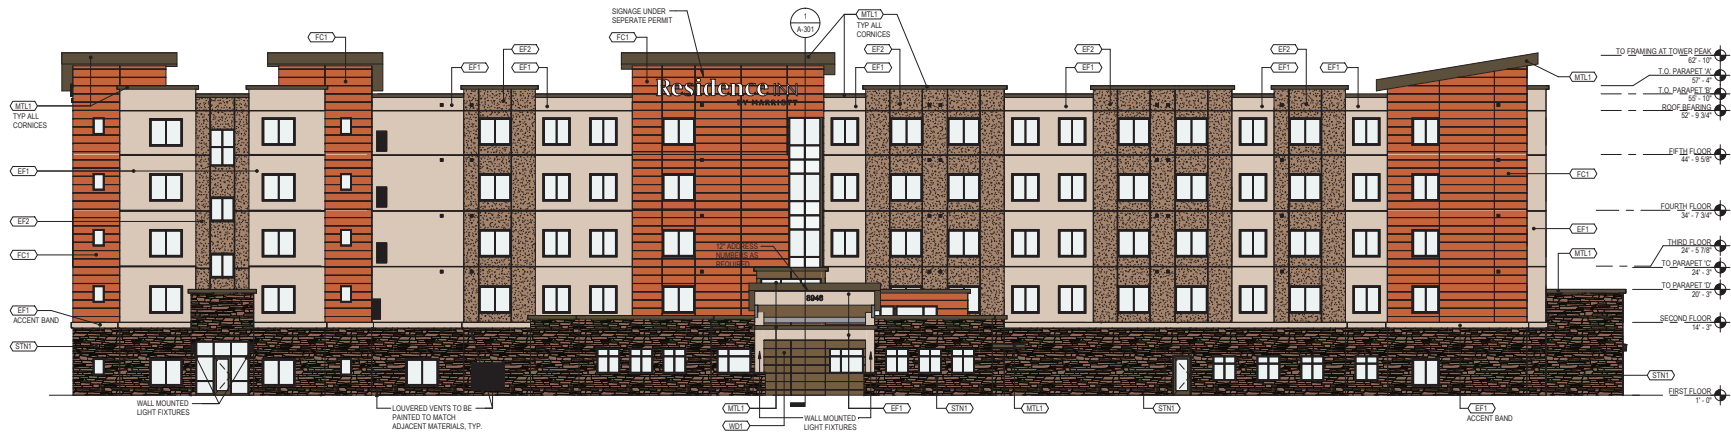 SIGNAGE UNDER
SEPERATE PERMIT
1
A-301
MTL1
TYP ALL
CORNICES
FC1
FC1
EF2
EF1
EF1
EF2
EF1
EF2
EF1
EF2
EF1
EF1
TO FRAMING AT TOWER PEAK
62' - 10"
MTL1
T.O. PARAPET 'A'
57' - 4"
T.O. PARAPET 'B'
55' - 10"
ROOF BEARING
52' - 9 3/4"
MTL1
TYP ALL
CORNICES
Residence INN
BY MARRIOTT
FIFTH FLOOR
44' - 9 5/8"
EF1
FC1
FOURTH FLOOR
34' - 7 3/4"
EF2
EF1
12" ADDRESS
NUMBERS AS
REQUIRED
THIRD FLOOR
24' - 5 7/8"
FC1
MTL1
TO PARAPET 'C'
24' - 3"
TO PARAPET 'D'
20' - 3"
8946
EF1
ACCENT BAND
SECOND FLOOR
14' - 3"
STN1
STN1
FIRST FLOOR
1' - 0"
WALL MOUNTED
LIGHT FIXTURES
LOUVERED VENTS TO BE
PAINTED TO MATCH
ADJACENT MATERIALS, TYP.
MTL1
WD1
WALL MOUNTED
LIGHT FIXTURES
EF1
STN1
MTL1
STN1
EF1
ACCENT BAND